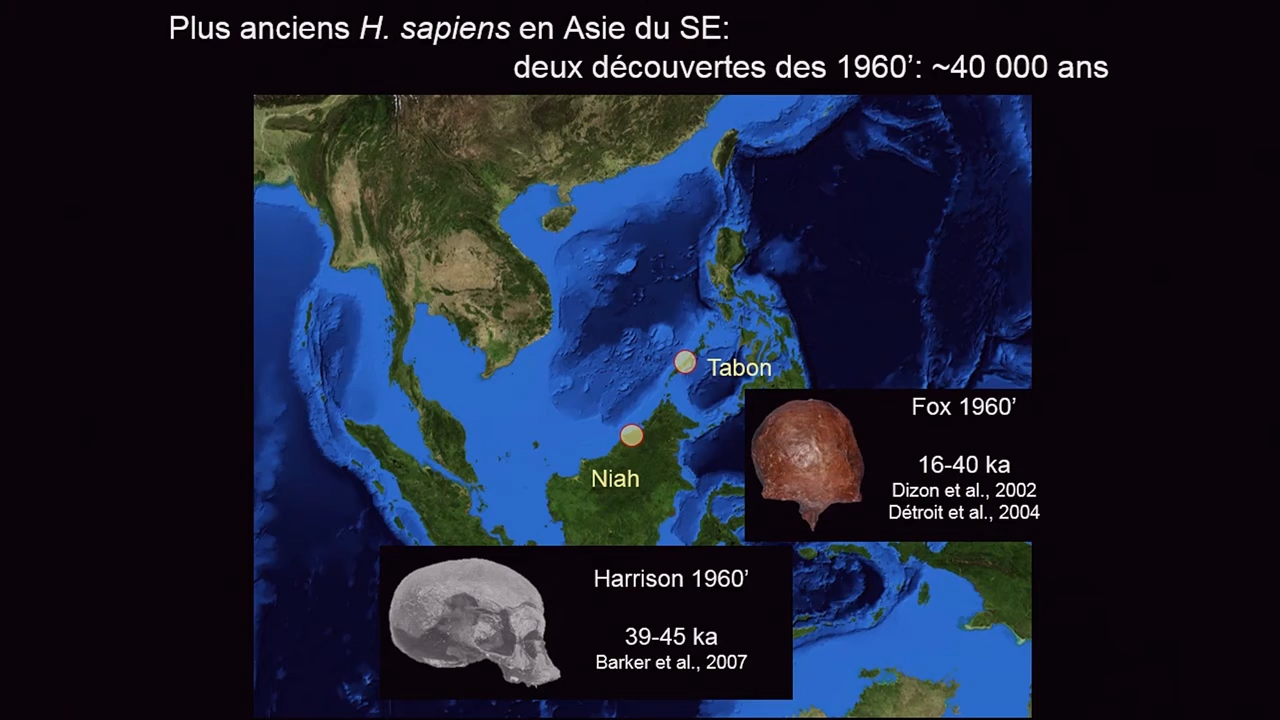 Plus anciens H. sapiens en Asie du SE:
deux découvertes des 1960’: ~40 000 ans
Tabon
Fox 1960’
16-40 ka
Dizon et al., 2002
Détroit et al., 2004
Niah
Harrison 1960’
39-45 ka
Barker et al., 2007